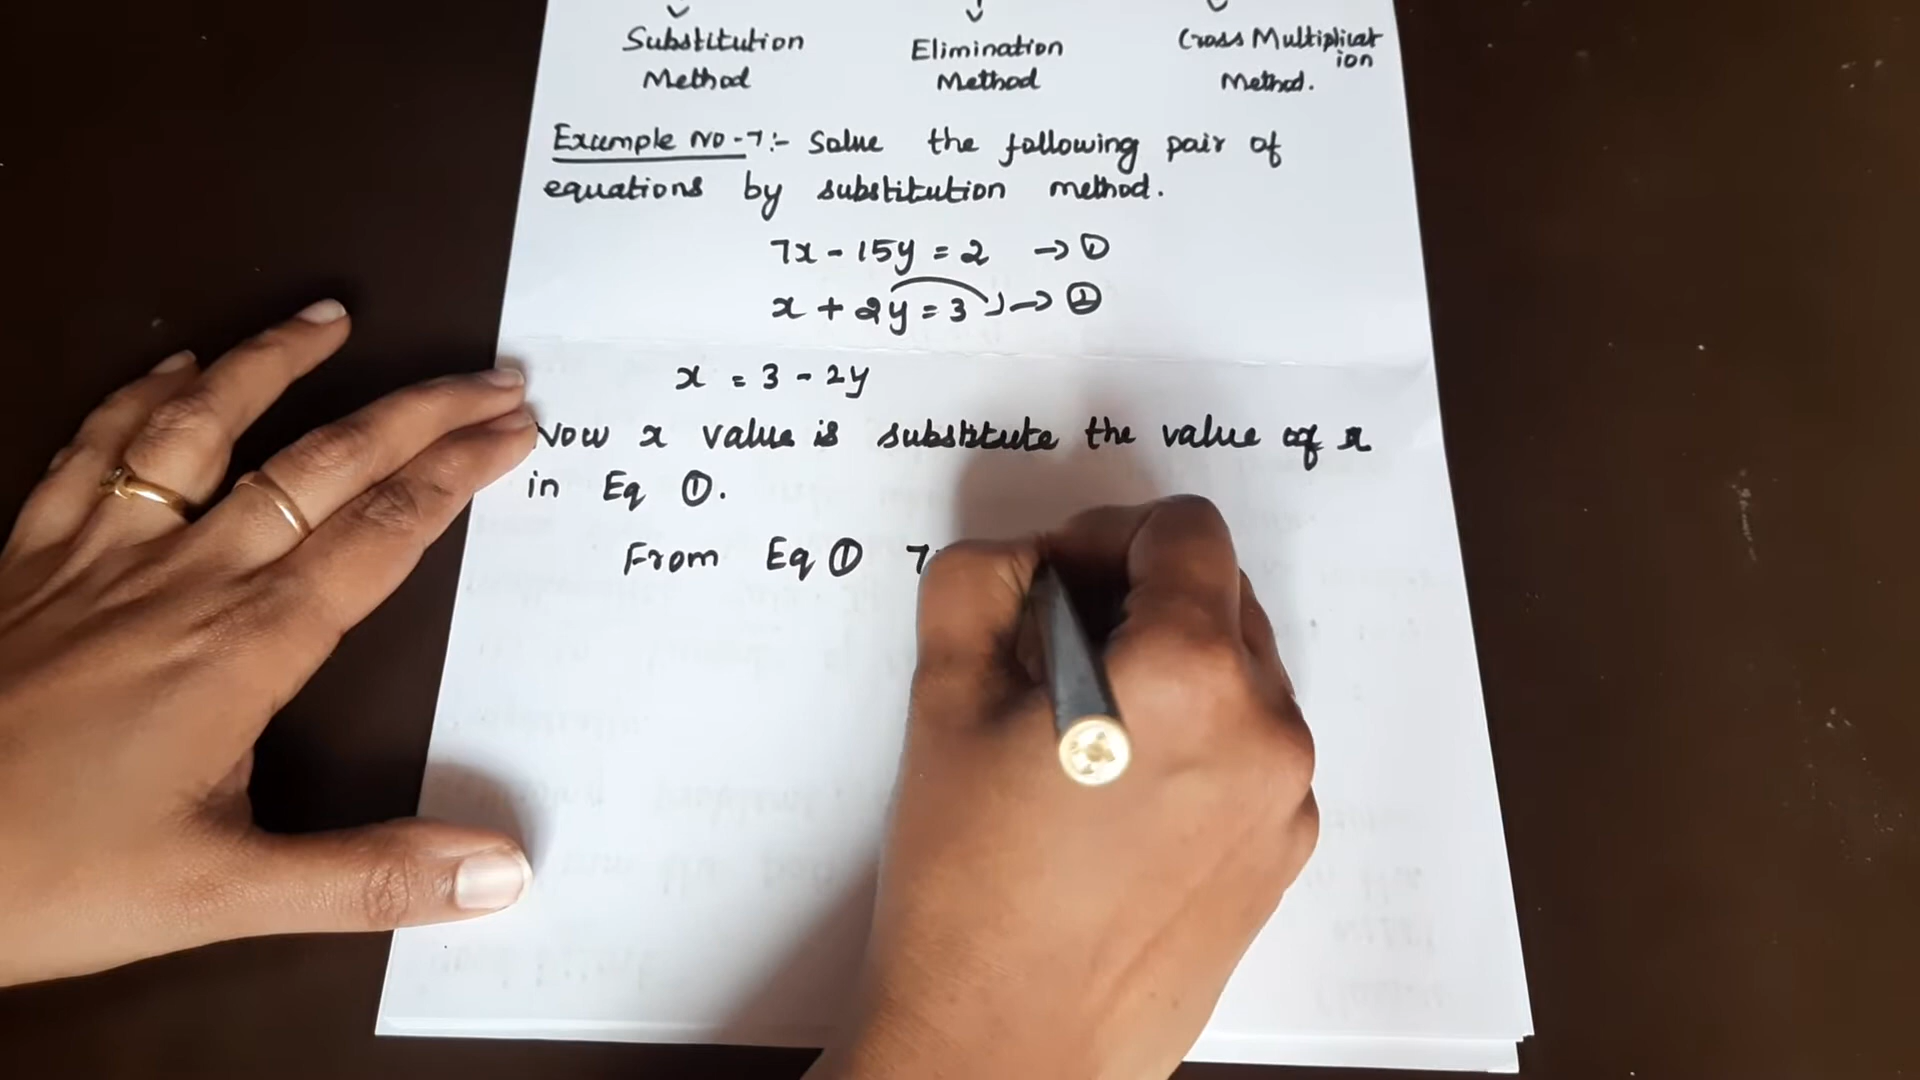 Substitution Elimination Cross Multiplicat
ion
Method Method Method.
Example No-7:- Solve the following pair of
equations by substitution method.
7x - 15y = 2 → ①
x + 2y = 3 → ②
x = 3 - 2y
Now x value is substitute the value of x
in Eq ①.
From Eq ① 7